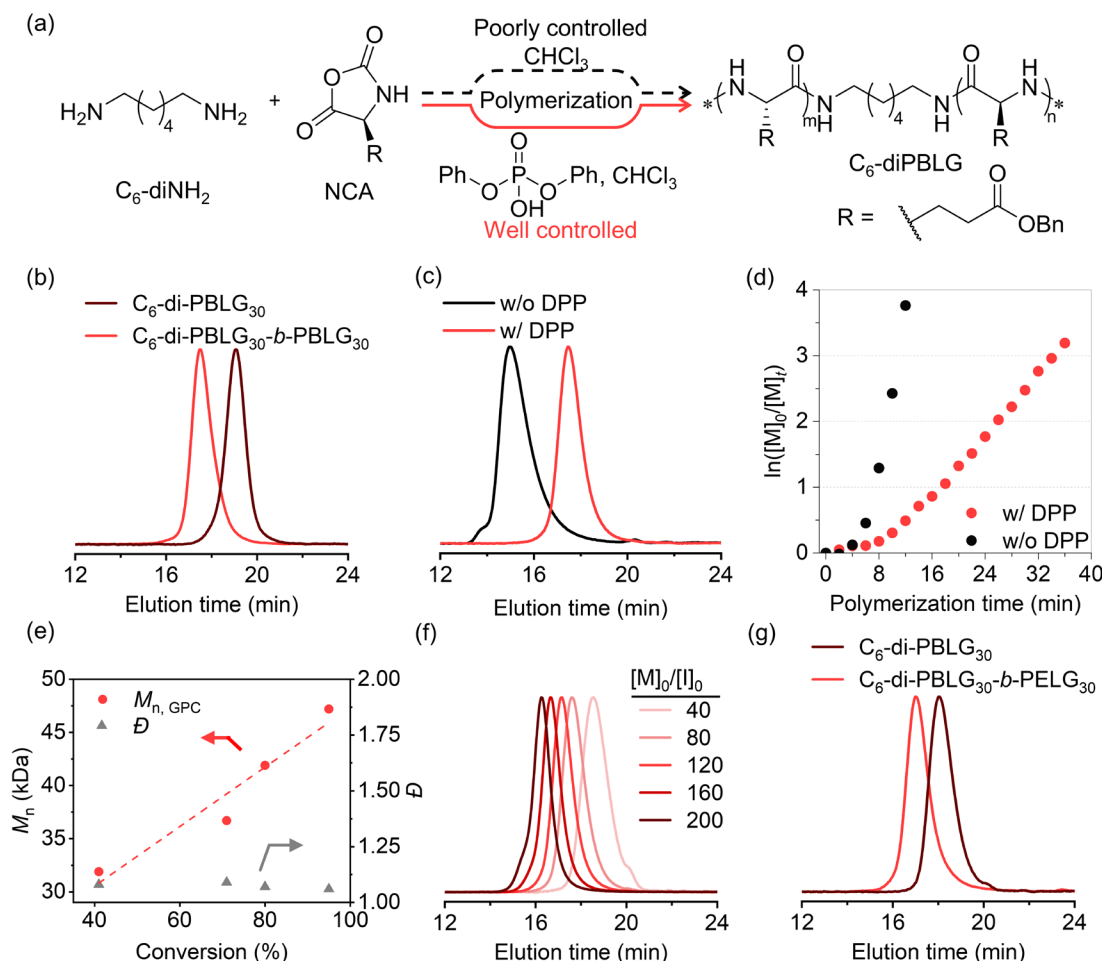 (a)
Poorly controlled
CHCl3
Polymerization
H2N
NH2
4
+
O
O
O
NH
R
O
Ph
O
P
O
Ph, CHCl3
OH
Well controlled
C6-diNH2
NCA
*
H
N
O
R
m
N
H
4
H
N
O
H
N
R
n
*
C6-diPBLG
R =
O
OBn
(b)
C6-di-PBLG30
C6-di-PBLG30-b-PBLG30
12 16 20 24
Elution time (min)
(c)
w/o DPP
w/ DPP
12 16 20 24
Elution time (min)
(d)
ln([M]0/[M]t)
4
3
2
1
0
w/ DPP
w/o DPP
0 8 16 24 32 40
Polymerization time (min)
(e)
Mn (kDa)
50
45
40
35
30
Mn, GPC
Đ
2.00
1.75
1.50
1.25
1.00
Đ
40 60 80 100
Conversion (%)
(f)
[M]0/[I]0
40
80
120
160
200
12 16 20 24
Elution time (min)
(g)
C6-di-PBLG30
C6-di-PBLG30-b-PELG30
12 16 20 24
Elution time (min)